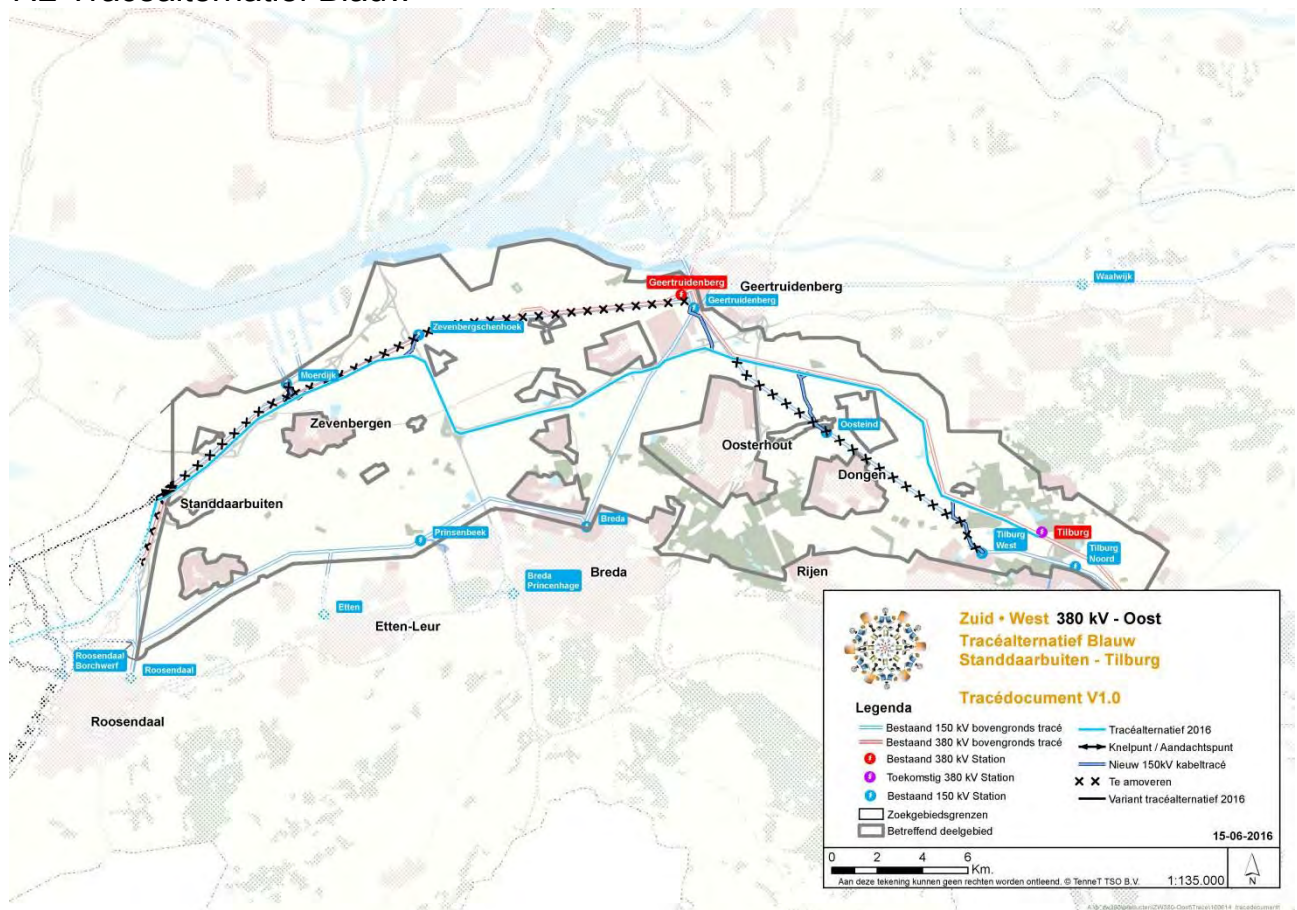 Geertruidenberg
Geertruidenberg
Geertruidenberg
Waalwijk
Zevenbergschenhoek
Moerdijk
Zevenbergen
Oosterhout
Oosteind
Dongen
Standdaarbuiten
Prinsenbeek
Breda
Tilburg
Tilburg
West
Tilburg
Noord
Breda
Rijen
Breda
Princenhage
Etten
Etten-Leur
Roosendaal
Borchwerf
Roosendaal
Roosendaal
Zuid • West 380 kV - Oost
Tracéalternatief Blauw
Standdaarbuiten - Tilburg
Tracédocument V1.0
Legenda
Bestaand 150 kV bovengronds tracé
Bestaand 380 kV bovengronds tracé
Bestaand 380 kV Station
Toekomstig 380 kV Station
Bestaand 150 kV Station
Zoekgebiedsgrenzen
Betreffend deelgebied
Tracéalternatief 2016
Knelpunt / Aandachtspunt
Nieuw 150kV kabeltracé
Te amoveren
Variant tracéalternatief 2016
15-06-2016
0 2 4 6
Km.
Aan deze tekening kunnen geen rechten worden ontleend. © TenneT TSO B.V.
1:135.000
N